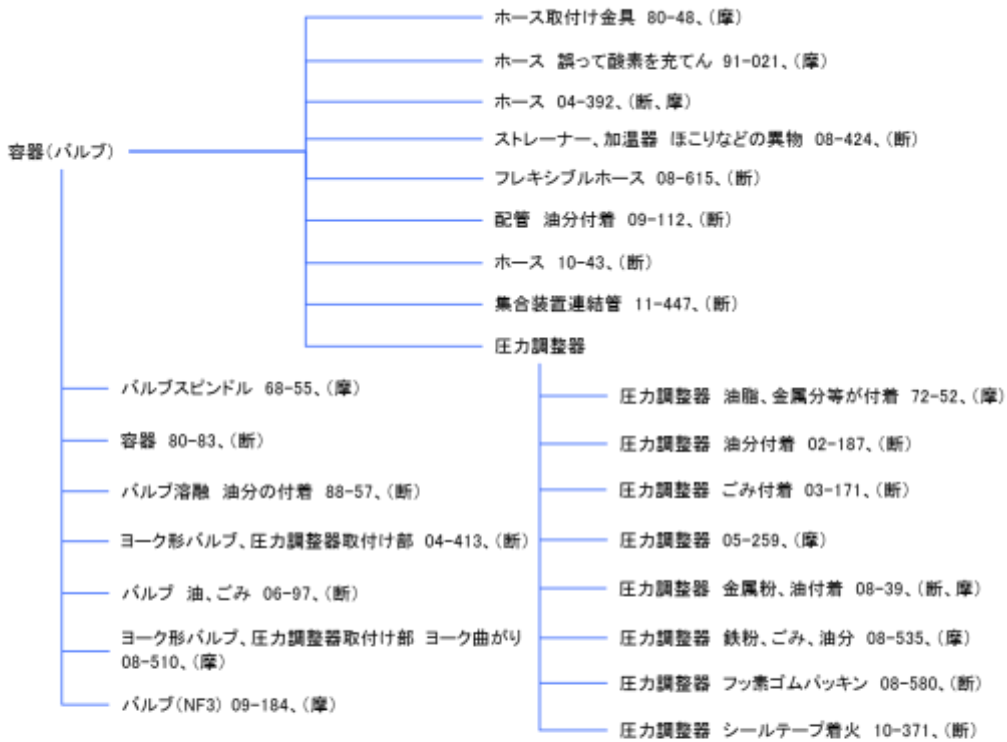 ホース取付け金具 80-48、(摩)
ホース 誤って酸素を充てん 91-021、(摩)
ホース 04-392、(断、摩)
ストレーナー、加温器 ほこりなどの異物 08-424、(断)
容器(バルブ)
フレキシブルホース 08-615、(断)
配管 油分付着 09-112、(断)
ホース 10-43、(断)
集合装置連結管 11-447、(断)
圧力調整器
バルブスピンドル 68-55、(摩)
容器 80-83、(断)
バルブ溶融 油分の付着 88-57、(断)
ヨーク形バルブ、圧力調整器取付け部 04-413、(断)
バルブ 油、ごみ 06-97、(断)
ヨーク形バルブ、圧力調整器取付け部 ヨーク曲がり
08-510、(摩)
バルブ(NF3) 09-184、(摩)
圧力調整器 油脂、金属分等が付着 72-52、(摩)
圧力調整器 油分付着 02-187、(断)
圧力調整器 ごみ付着 03-171、(断)
圧力調整器 05-259、(摩)
圧力調整器 金属粉、油付着 08-39、(断、摩)
圧力調整器 鉄粉、ごみ、油分 08-535、(摩)
圧力調整器 フッ素ゴムパッキン 08-580、(断)
圧力調整器 シールテープ着火 10-371、(断)